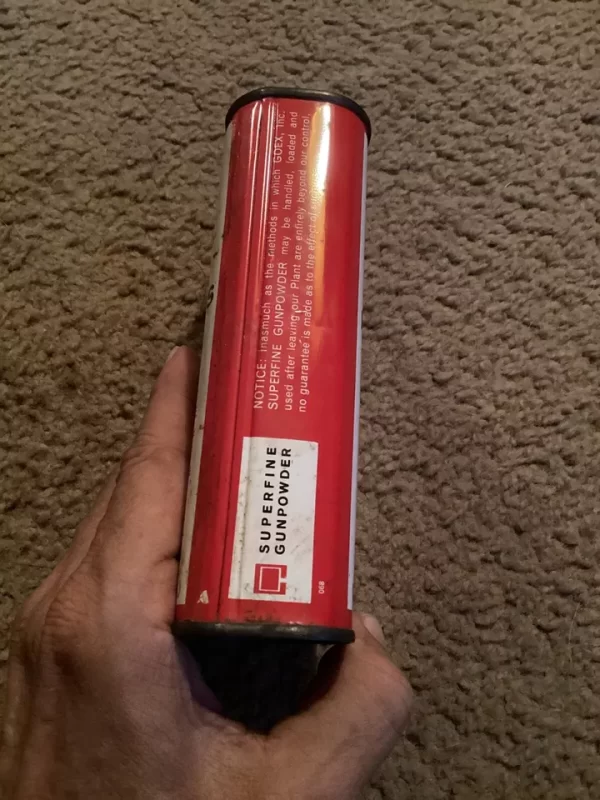 NOTICE: Inasmuch as the methods in which GOEX, Inc.
SUPERFINE GUNPOWDER may be handled, loaded and
used after leaving our Plant are entirely beyond our control,
no guarantee is made as to the effect of
SUPERFINE
GUNPOWDER